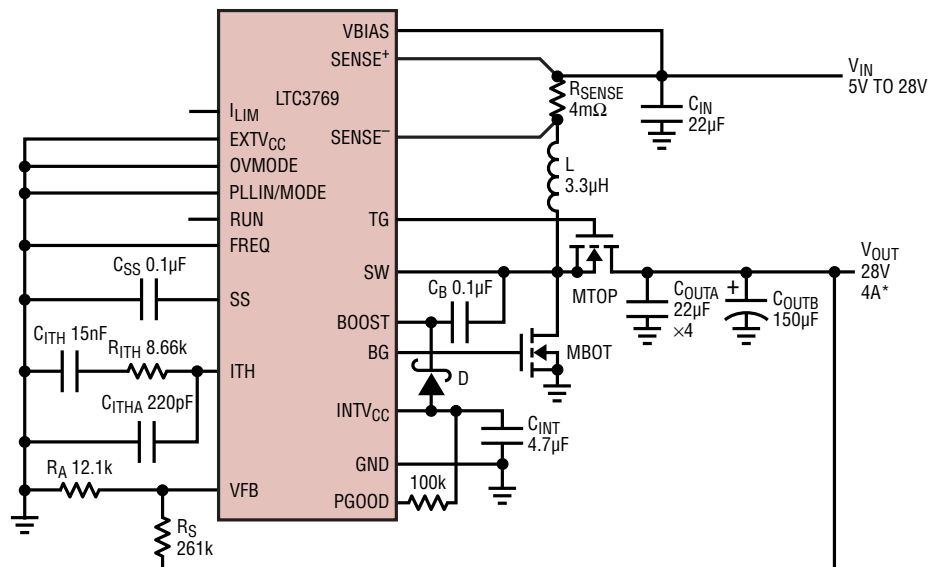 LTC3769
VBIAS
SENSE+
SENSE–
ILIM
EXTVCC
OVMODE
PLLIN/MODE
RUN
FREQ
CSS 0.1µF
SS
CITH 15nF
RITH 8.66k
ITH
CITHA 220pF
RA 12.1k
VFB
RS
261k
TG
SW
CB 0.1µF
BOOST
BG
D
INTVCC
CINT
4.7µF
GND
100k
PGOOD
RSENSE
4mΩ
L
3.3µH
CIN
22µF
VIN
5V TO 28V
MTOP
MBOT
COUTA
22µF
×4
+
COUTB
150µF
VOUT
28V
4A*